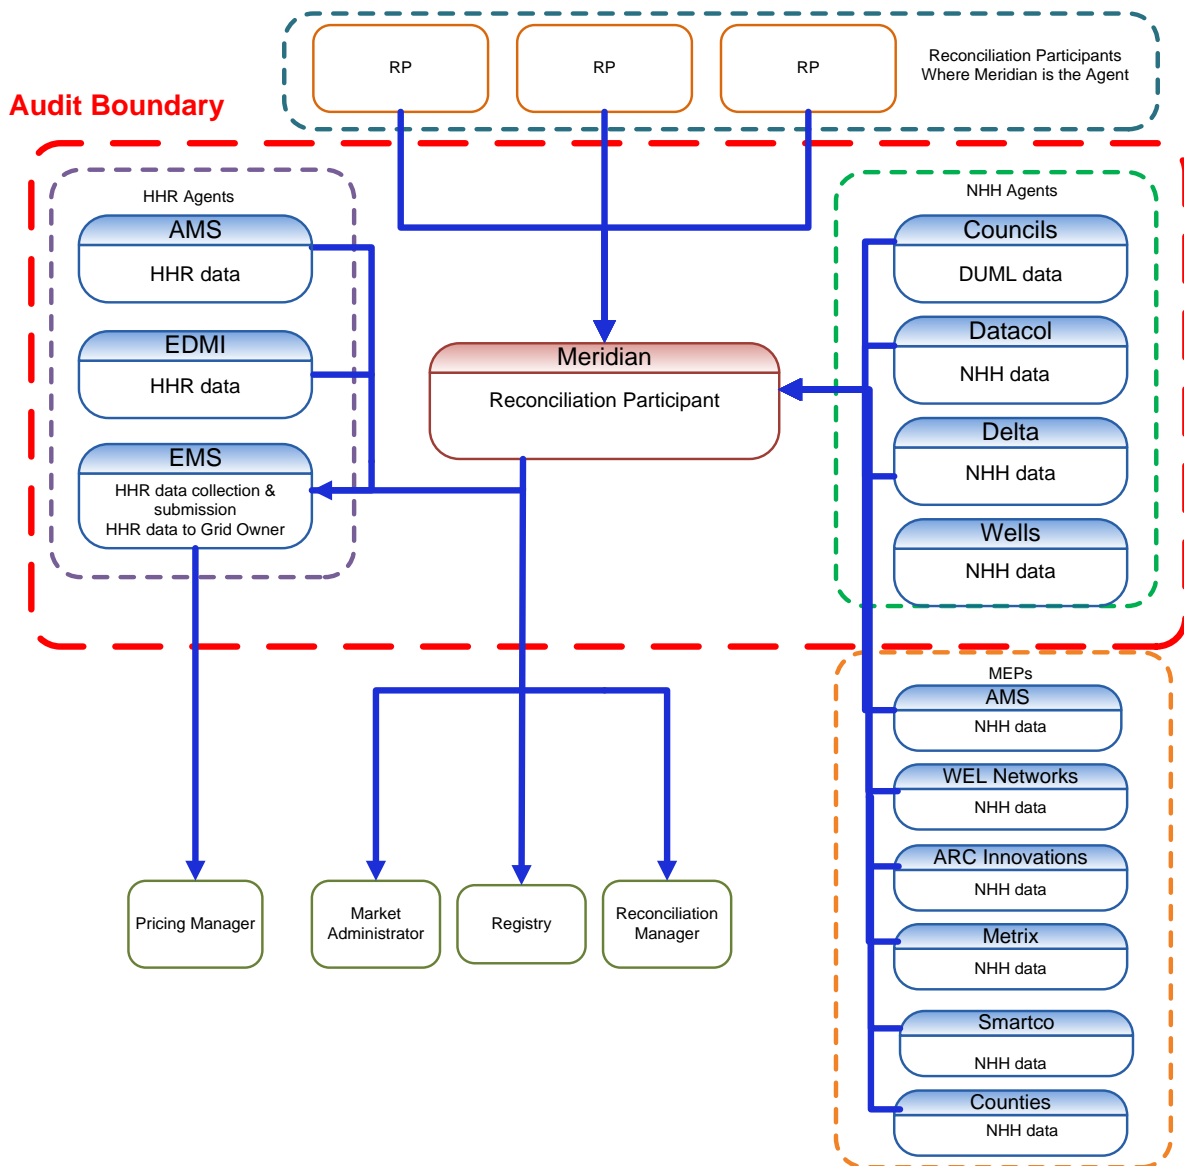 RP
RP
RP
Reconciliation Participants
Where Meridian is the Agent
Audit Boundary
HHR Agents
AMS
HHR data
EDMI
HHR data
EMS
HHR data collection &
submission
HHR data to Grid Owner
Meridian
Reconciliation Participant
NHH Agents
Councils
DUML data
Datacol
NHH data
Delta
NHH data
Wells
NHH data
MEPs
AMS
NHH data
WEL Networks
NHH data
ARC Innovations
NHH data
Metrix
NHH data
Smartco
NHH data
Counties
NHH data
Pricing Manager
Market
Administrator
Registry
Reconciliation
Manager